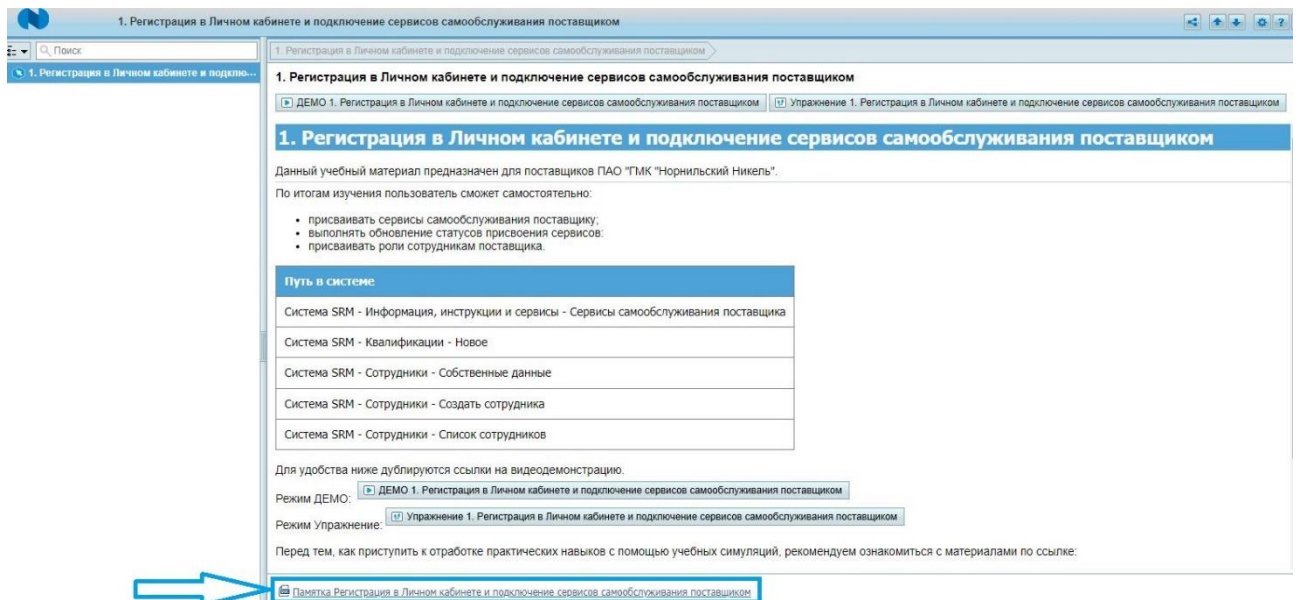 1. Регистрация в Личном кабинете и подключение сервисов самообслуживания поставщиком
Поиск
1. Регистрация в Личном кабинете и подключение сервисов самообслуживания поставщиком
1. Регистрация в Личном кабинете и подклю...
1. Регистрация в Личном кабинете и подключение сервисов самообслуживания поставщиком
ДЕМО 1. Регистрация в Личном кабинете и подключение сервисов самообслуживания поставщиком Упражнение 1. Регистрация в Личном кабинете и подключение сервисов самообслуживания поставщиком
1. Регистрация в Личном кабинете и подключение сервисов самообслуживания поставщиком
Данный учебный материал предназначен для поставщиков ПАО "ГМК "Норнильский Никель".
По итогам изучения пользователь сможет самостоятельно:
• присваивать сервисы самообслуживания поставщику;
• выполнять обновление статусов присвоения сервисов:
• присваивать роли сотрудникам поставщика.
Путь в системе
Система SRM - Информация, инструкции и сервисы - Сервисы самообслуживания поставщика
Система SRM - Квалификации - Новое
Система SRM - Сотрудники - Собственные данные
Система SRM - Сотрудники - Создать сотрудника
Система SRM - Сотрудники - Список сотрудников
Для удобства ниже дублируются ссылки на видеодемонстрацию.
Режим ДЕМО: ДЕМО 1. Регистрация в Личном кабинете и подключение сервисов самообслуживания поставщиком
Режим Упражнение: Упражнение 1. Регистрация в Личном кабинете и подключение сервисов самообслуживания поставщиком
Перед тем, как приступить к отработке практических навыков с помощью учебных симуляций, рекомендуем ознакомиться с материалами по ссылке:
Памятка Регистрация в Личном кабинете и подключение сервисов самообслуживания поставщиком